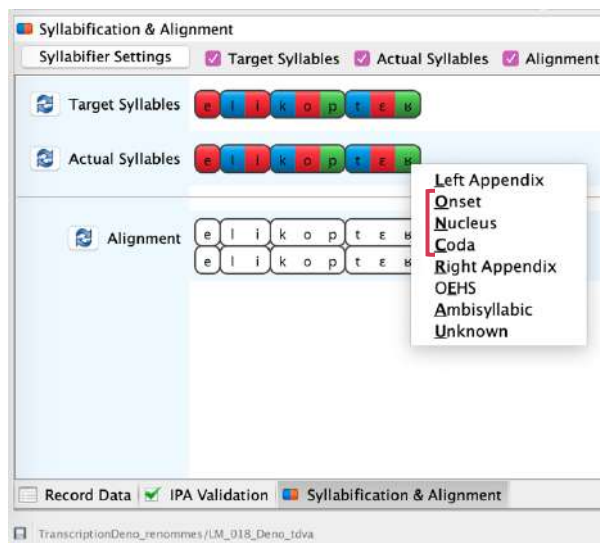 Syllabification & Alignment
Syllabifier Settings Target Syllables Actual Syllables Alignment
Target Syllables e l i k o p t ɛ ʁ
Actual Syllables e l i k o p t ɛ ʁ
Alignment e l i k o p t ɛ ʁ
e l i k o p t ɛ ʁ
Left Appendix
Onset
Nucleus
Coda
Right Appendix
OEHS
Ambisyllabic
Unknown
Record Data IPA Validation Syllabification & Alignment
TranscriptionDeno_renommes/LM_018_Deno_tdva